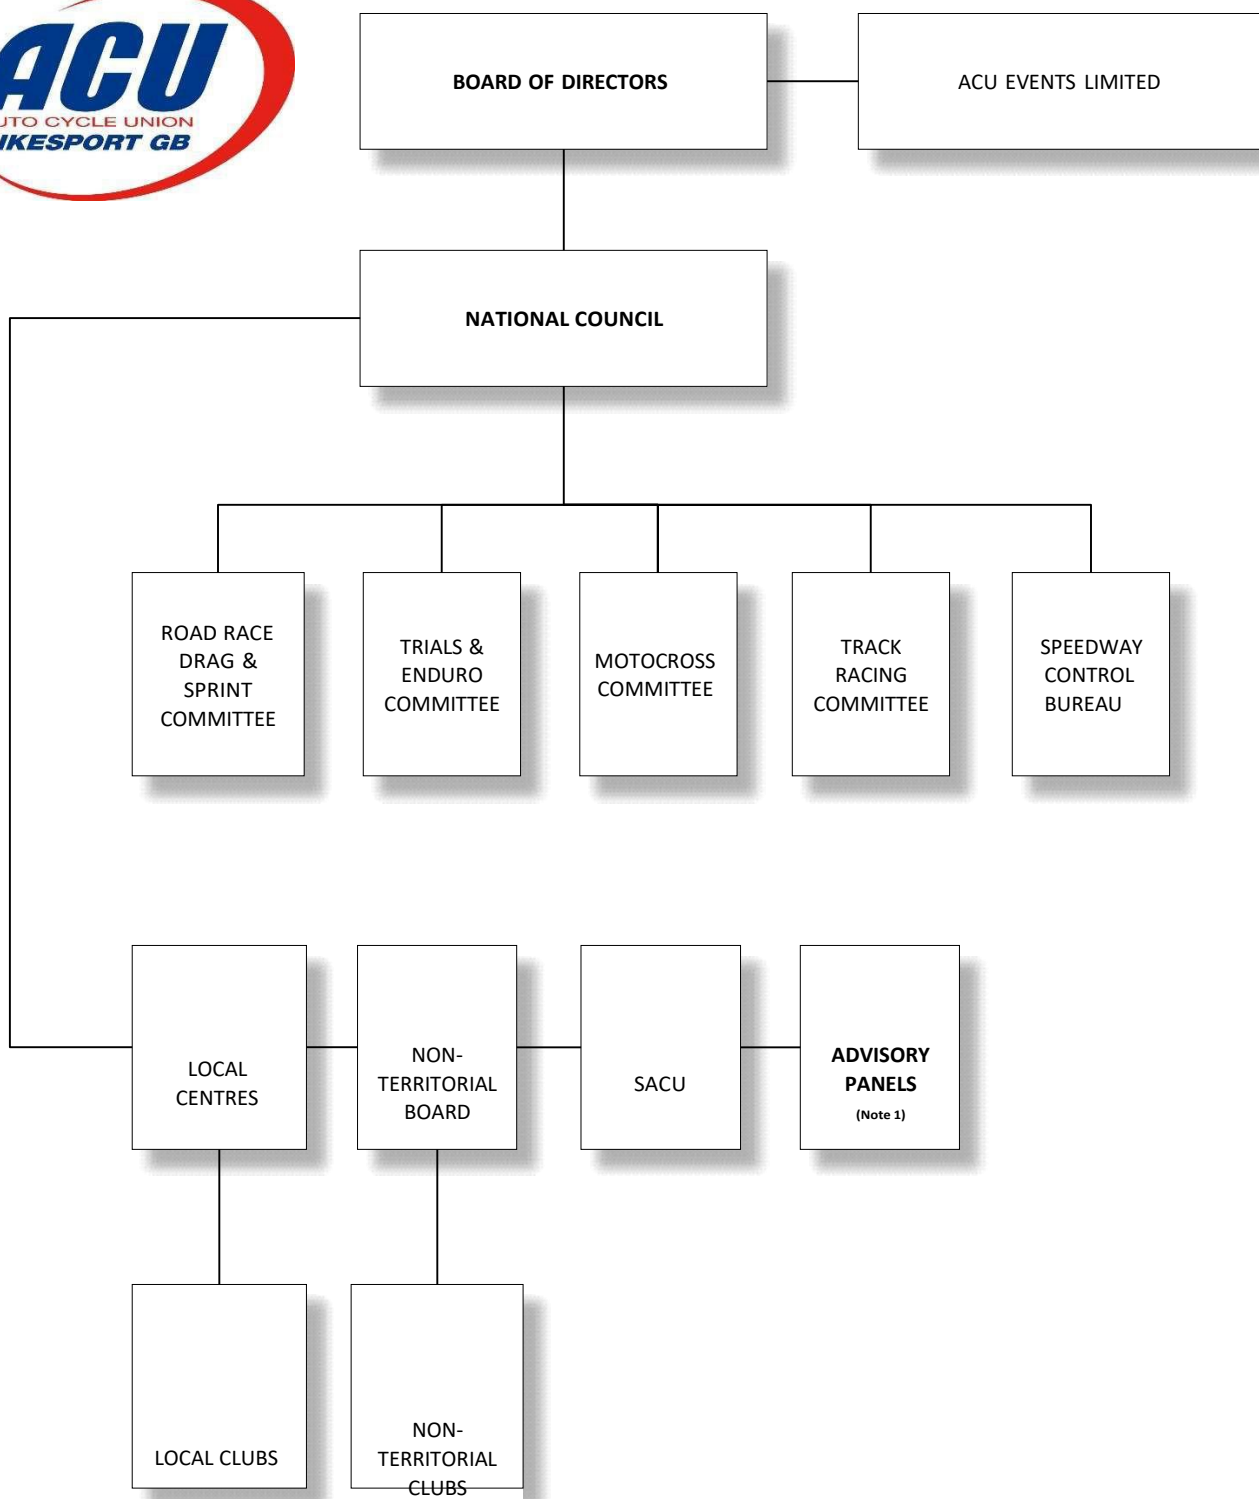 ACU
UTO CYCLE UNION
IKESPORT GB
BOARD OF DIRECTORS
ACU EVENTS LIMITED
NATIONAL COUNCIL
ROAD RACE
DRAG &
SPRINT
COMMITTEE
TRIALS &
ENDURO
COMMITTEE
MOTOCROSS
COMMITTEE
TRACK
RACING
COMMITTEE
SPEEDWAY
CONTROL
BUREAU
LOCAL
CENTRES
NON-
TERRITORIAL
BOARD
SACU
ADVISORY
PANELS
(Note 1)
LOCAL CLUBS
NON-
TERRITORIAL
CLUBS